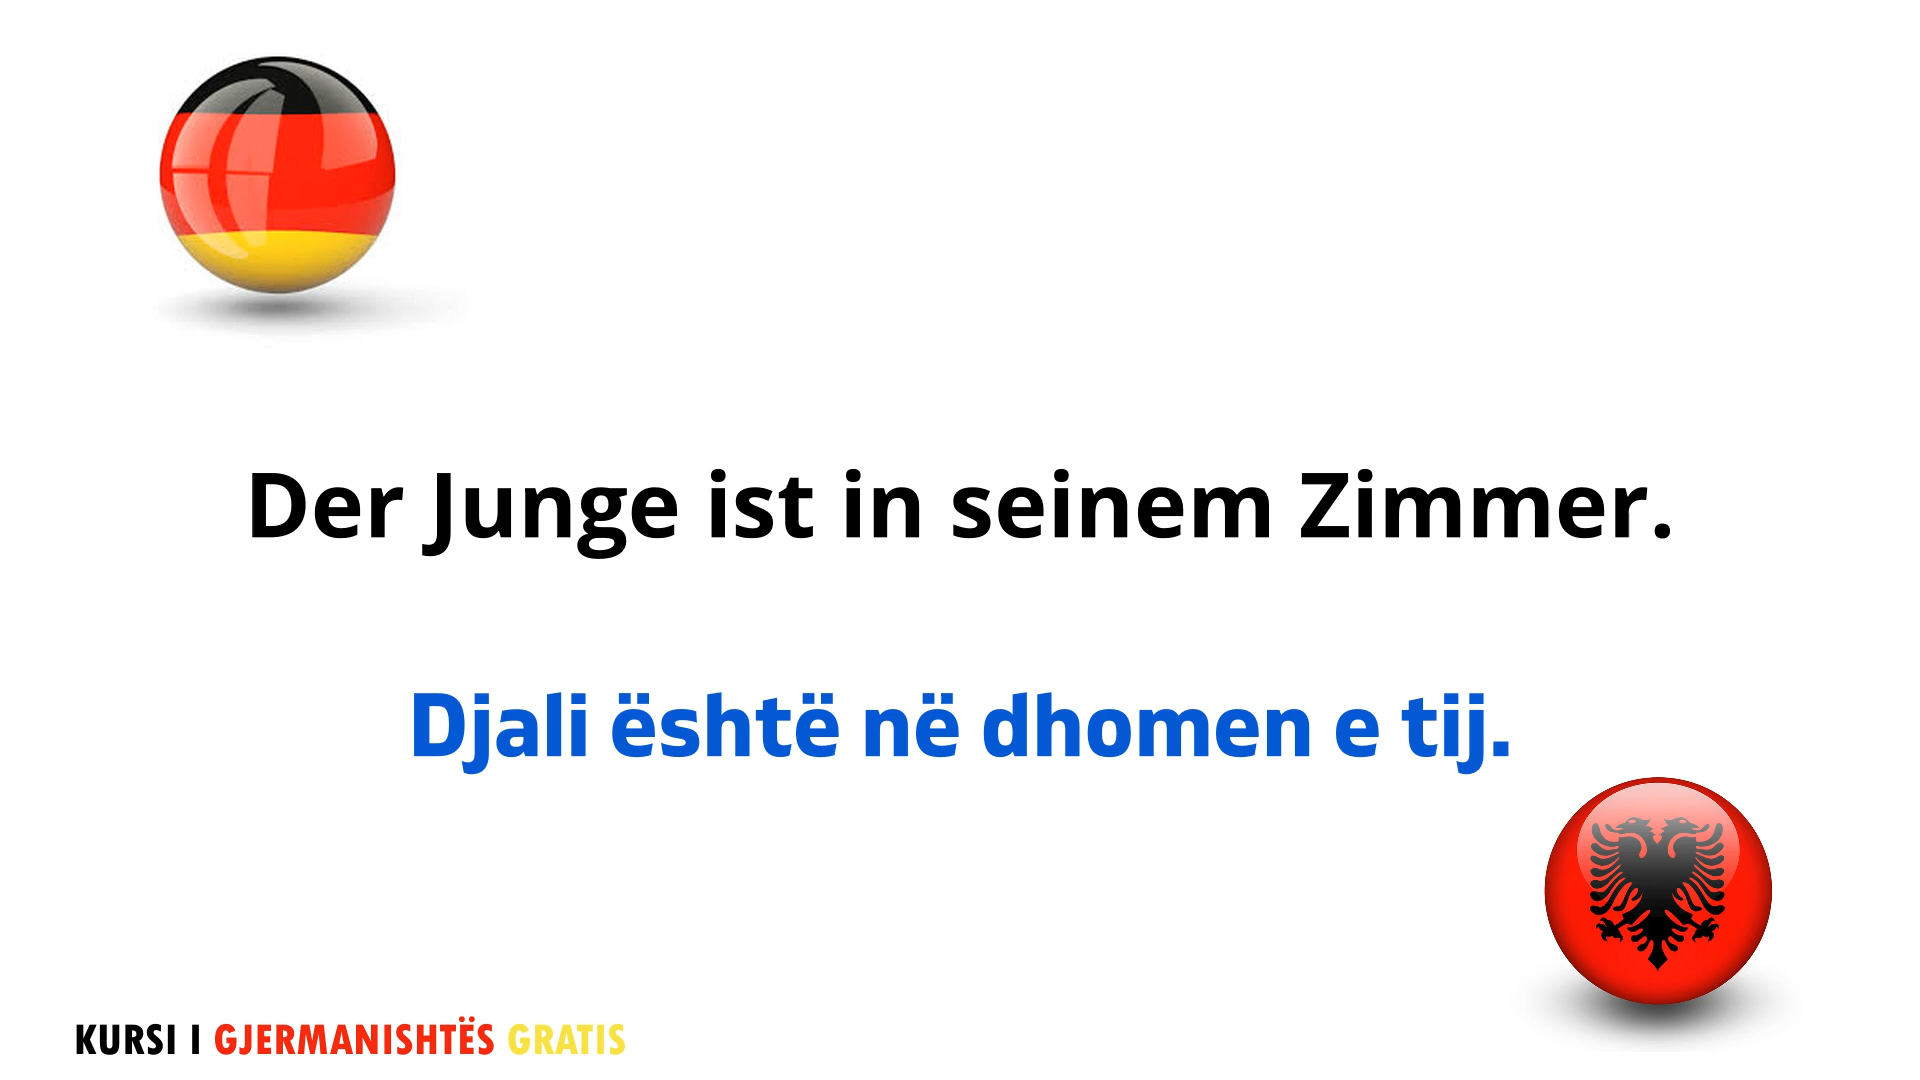 Der Junge ist in seinem Zimmer.
Djali është në dhomen e tij.
KURSI I GJERMANISHTËS GRATIS